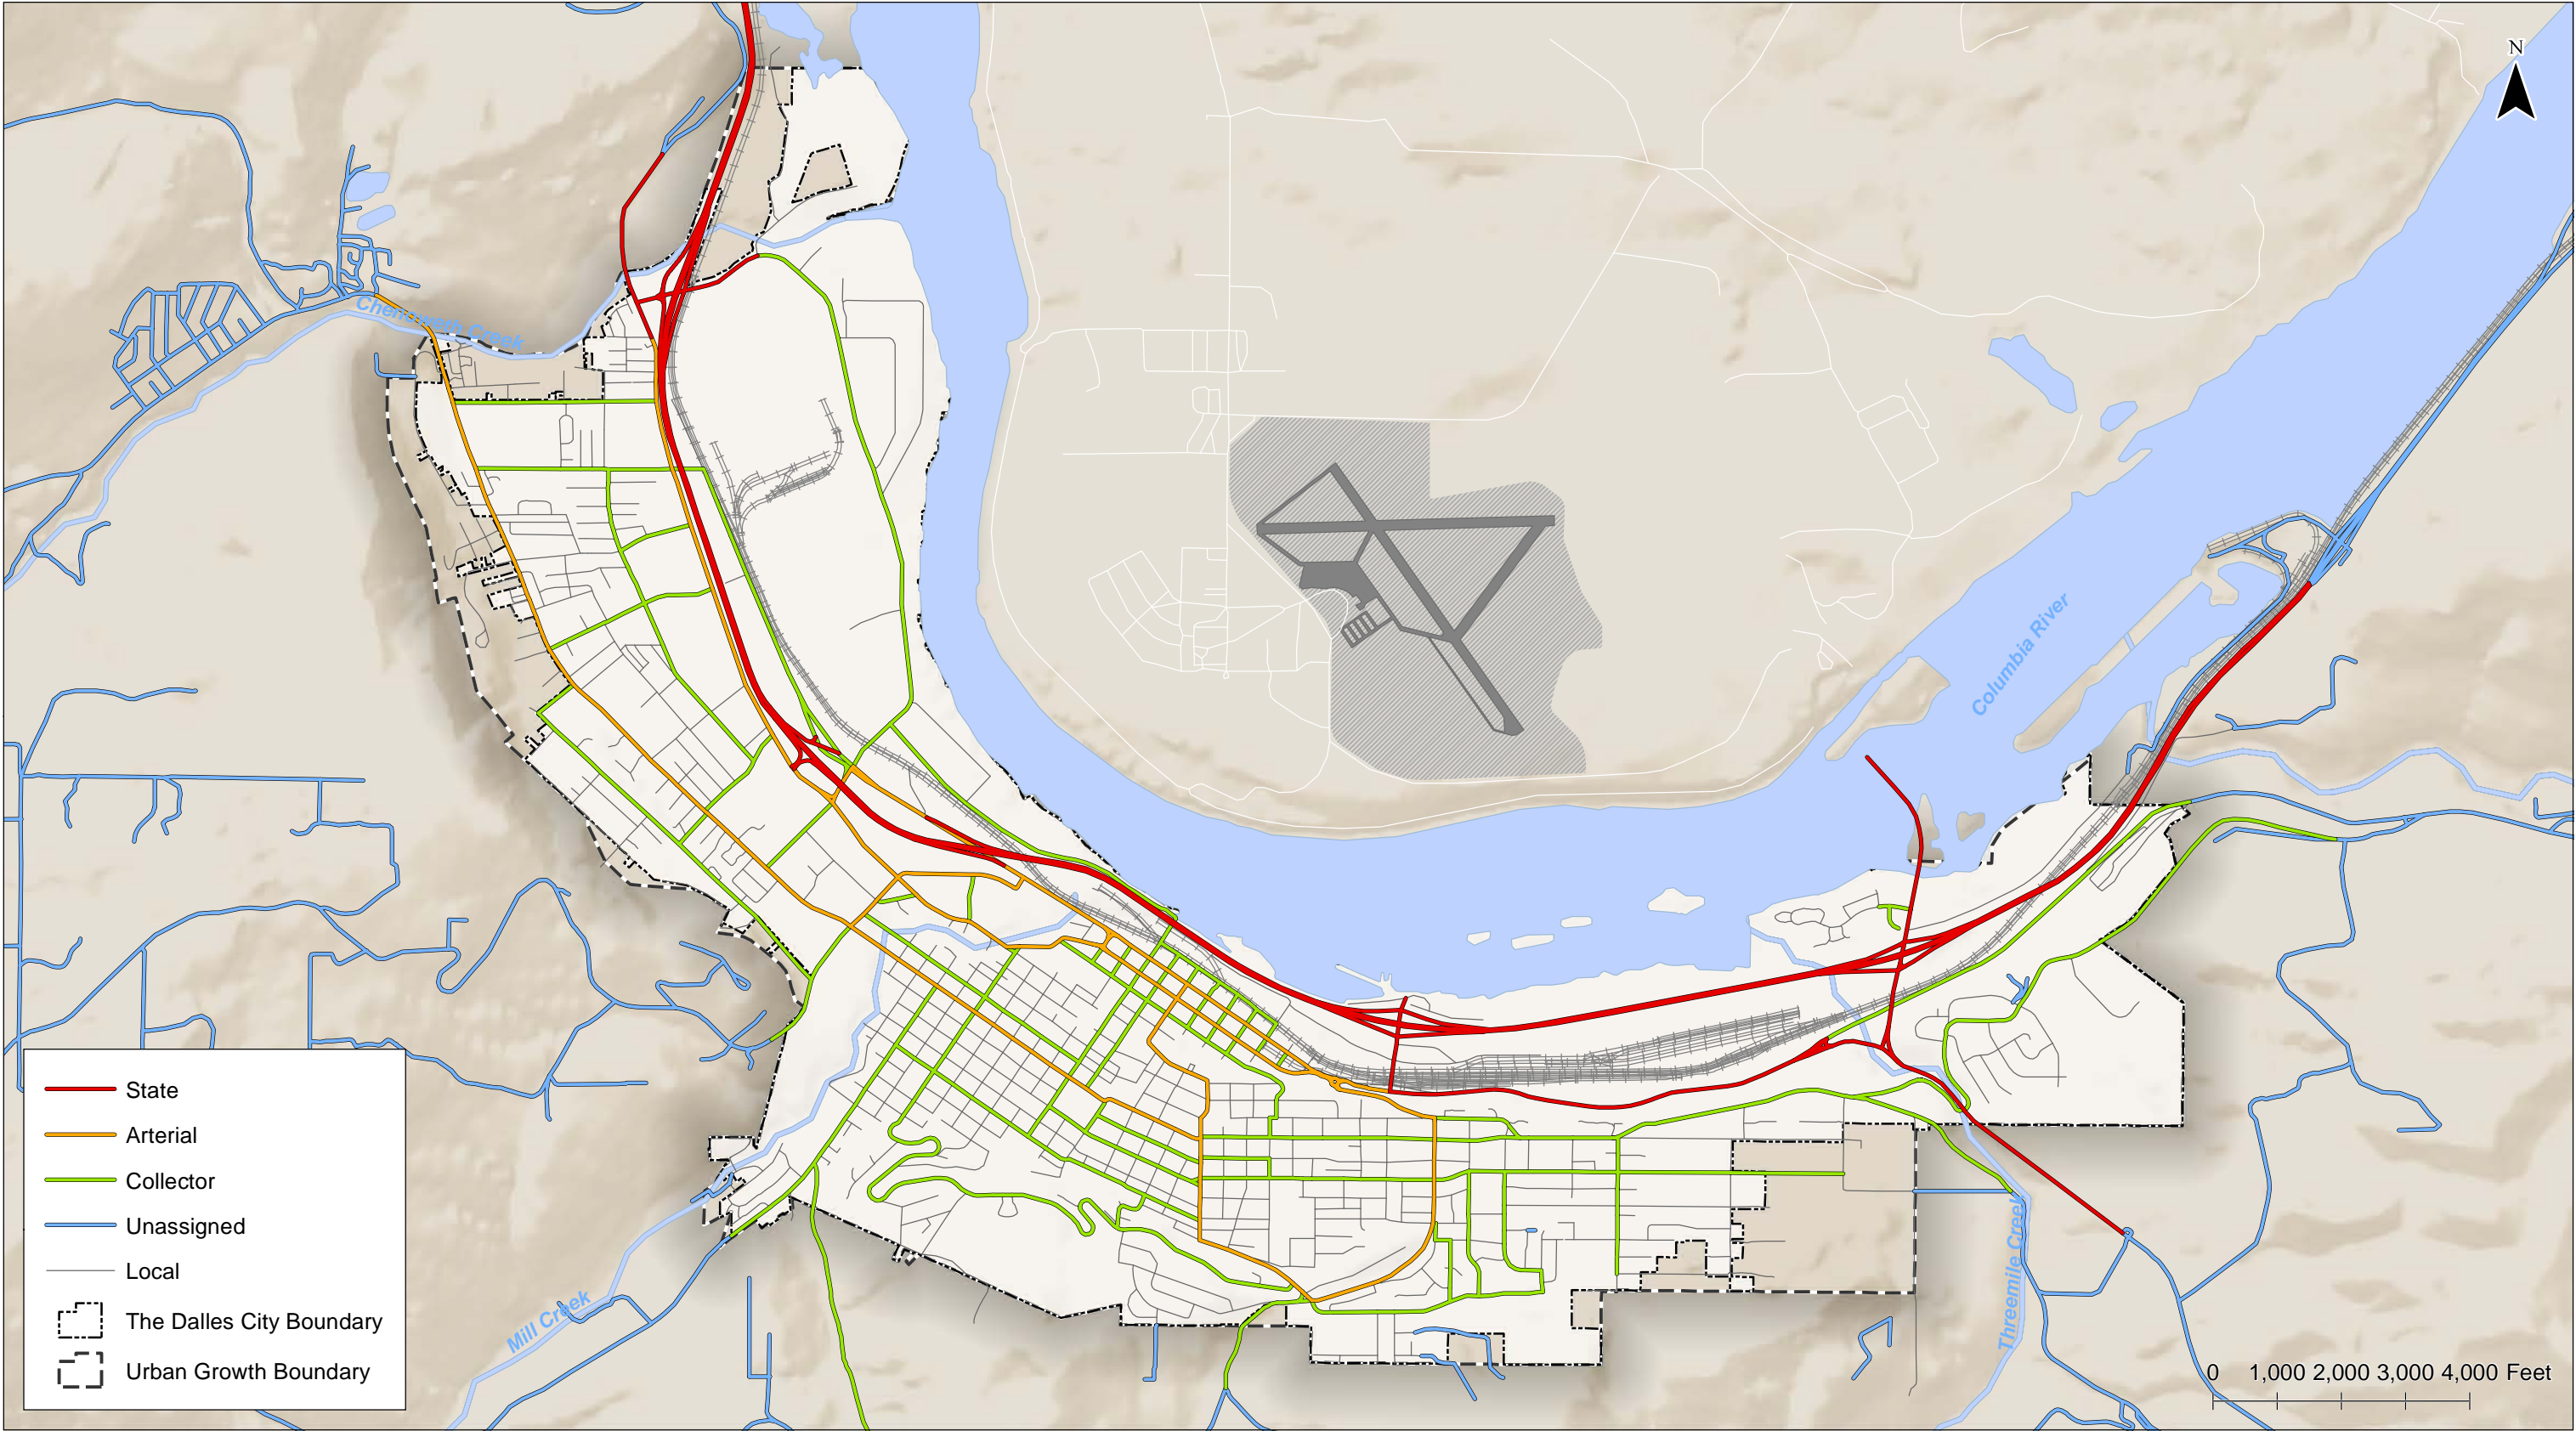 N
Chenoweth Creek
Columbia River
State
Arterial
Collector
Unassigned
Local
The Dalles City Boundary
Urban Growth Boundary
Mill Creek
Threemile Creek
0 1,000 2,000 3,000 4,000 Feet